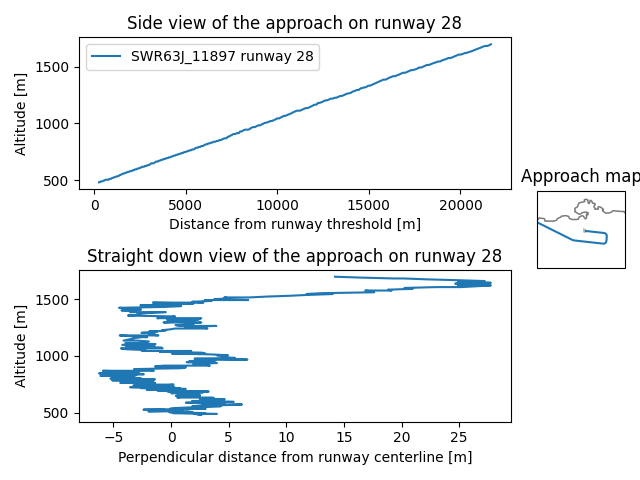 Side view of the approach on runway 28
SWR63J_11897 runway 28
Altitude [m]
1500
1000
500
0
5000
10000
15000
20000
Distance from runway threshold [m]
Approach map
Straight down view of the approach on runway 28
Altitude [m]
1500
1000
500
−5
0
5
10
15
20
25
Perpendicular distance from runway centerline [m]